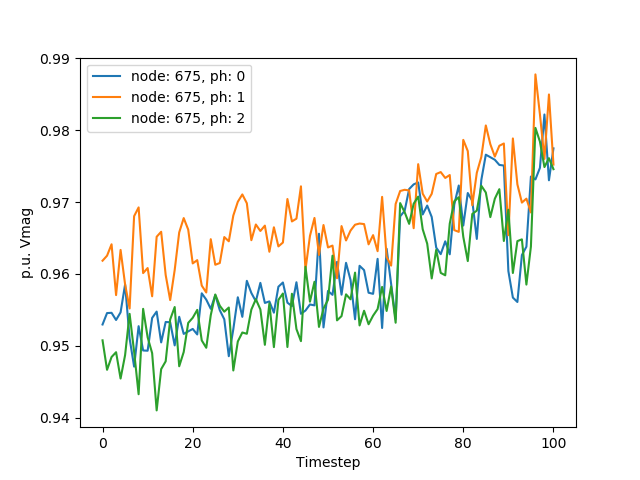 0.99
0.98
0.97
0.96
0.95
0.94
p.u. Vmag
node: 675, ph: 0
node: 675, ph: 1
node: 675, ph: 2
0 20 40 60 80 100
Timestep